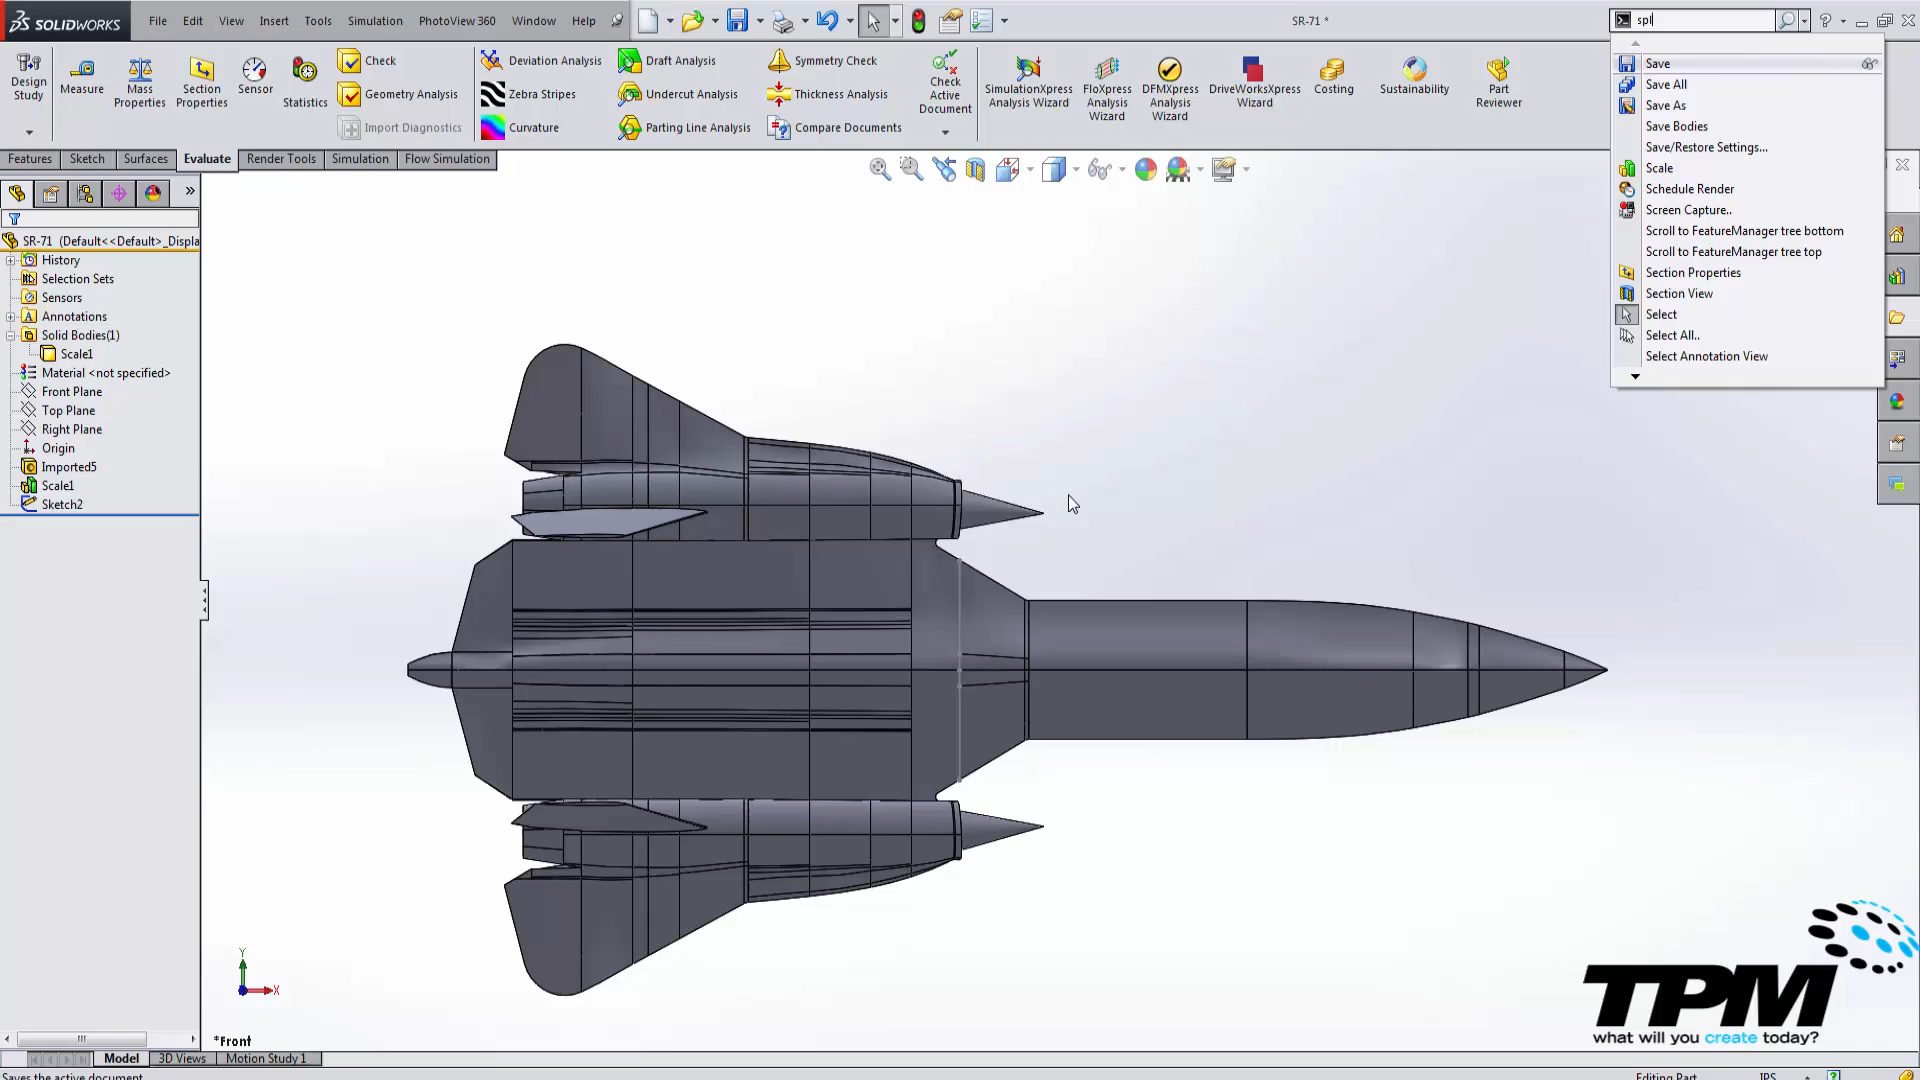 SOLIDWORKS
File Edit View Insert Tools Simulation PhotoView 360 Window Help
SR-71 *
spl
Design Study
Measure
Mass Properties
Section Properties
Sensor
Statistics
Check
Geometry Analysis
Import Diagnostics
Deviation Analysis
Zebra Stripes
Curvature
Draft Analysis
Undercut Analysis
Parting Line Analysis
Symmetry Check
Thickness Analysis
Compare Documents
Check Active Document
SimulationXpress Analysis Wizard
FloXpress Analysis Wizard
DFMXpress Analysis Wizard
DriveWorksXpress Wizard
Costing
Sustainability
Part Reviewer
Save
Save All
Save As
Save Bodies
Save/Restore Settings...
Scale
Schedule Render
Screen Capture..
Scroll to FeatureManager tree bottom
Scroll to FeatureManager tree top
Section Properties
Section View
Select
Select All..
Select Annotation View
Features Sketch Surfaces Evaluate Render Tools Simulation Flow Simulation
SR-71 (Default<<Default>_Displa
History
Selection Sets
Sensors
Annotations
Solid Bodies(1)
Scale1
Material <not specified>
Front Plane
Top Plane
Right Plane
Origin
Imported5
Scale1
Sketch2
Y
X
*Front
TPM
what will you create today?
Model 3D Views Motion Study 1
Saves the active document
Editing Part IPS